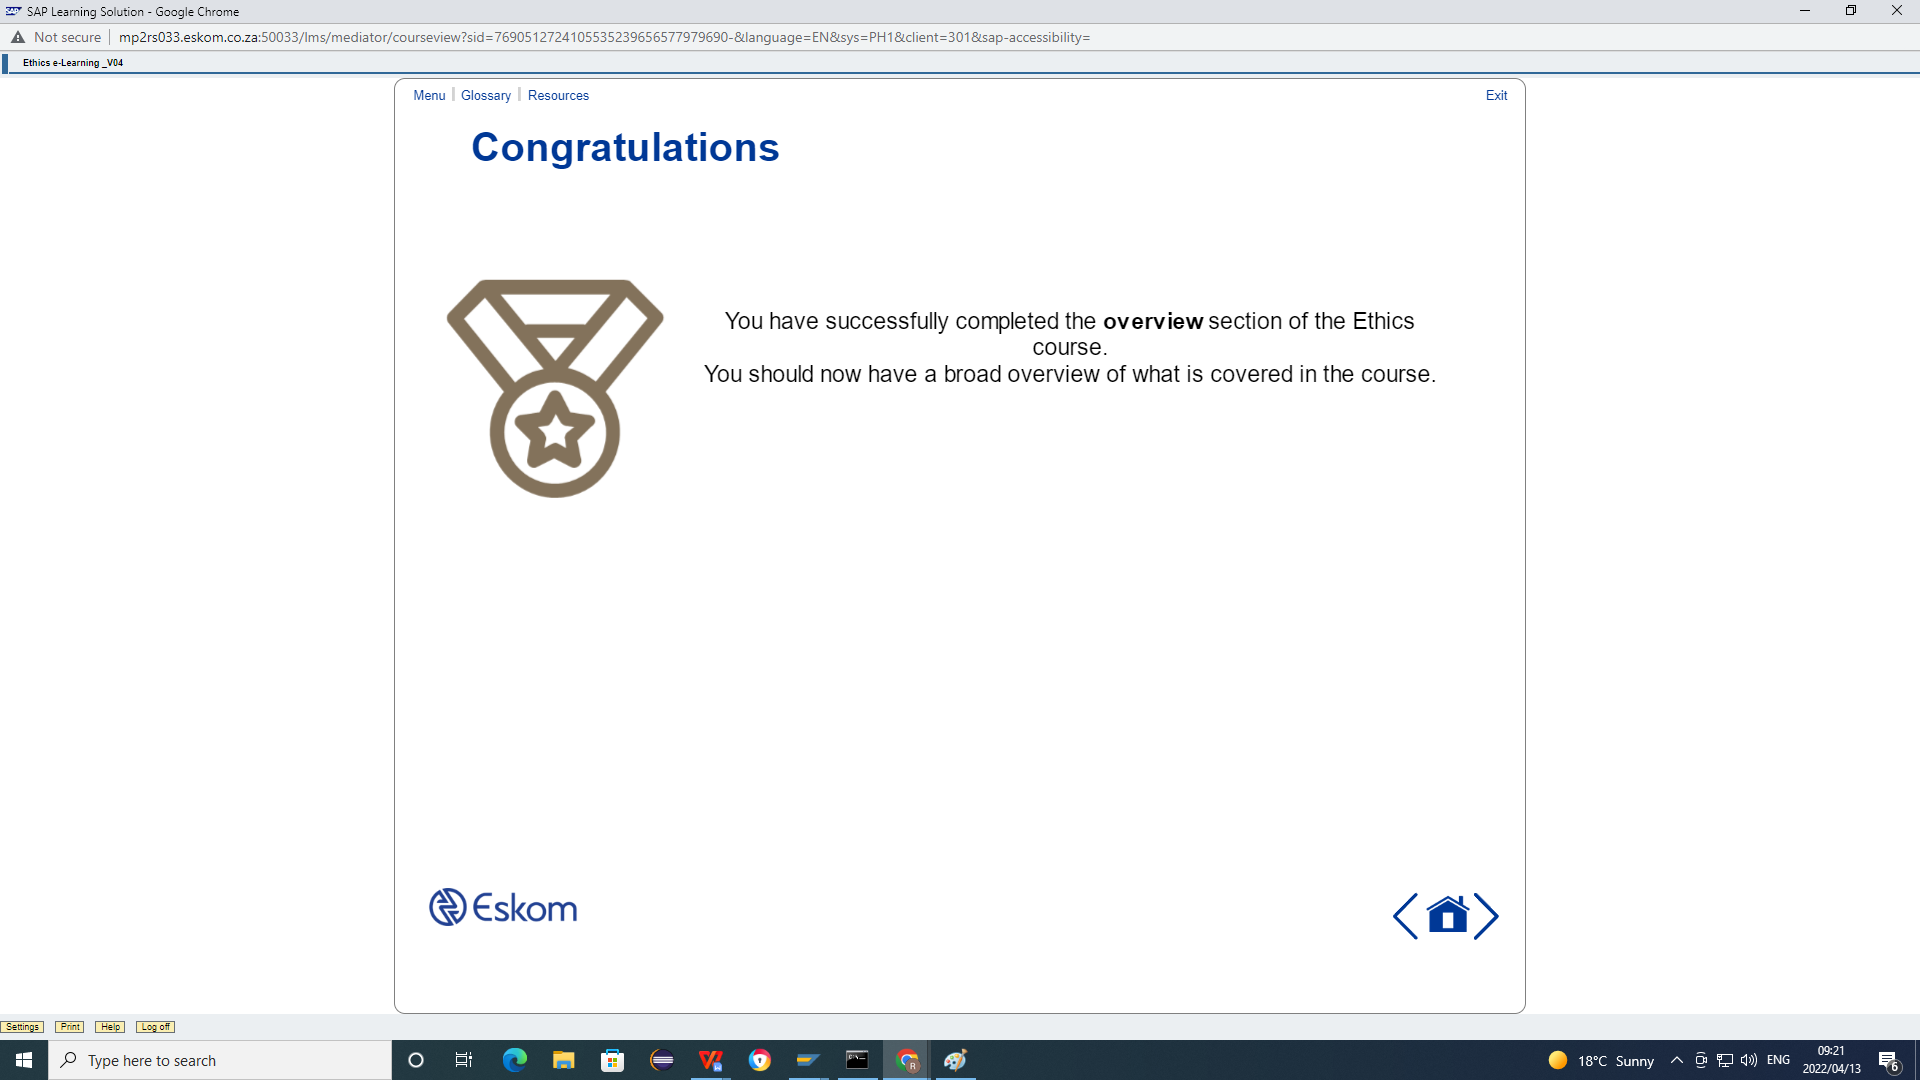 SAP Learning Solution - Google Chrome
Not secure | mp2rs033.eskom.co.za:50033/lms/mediator/courseview?sid=7690512724105535239656577979690-&language=EN&sys=PH1&client=301&sap-accessibility=
Ethics e-Learning _V04
Menu | Glossary | Resources Exit
Congratulations
You have successfully completed the overview section of the Ethics
course.
You should now have a broad overview of what is covered in the course.
Eskom
Settings Print Help Log off
Type here to search
18°C Sunny ENG
09:21
2022/04/13
6